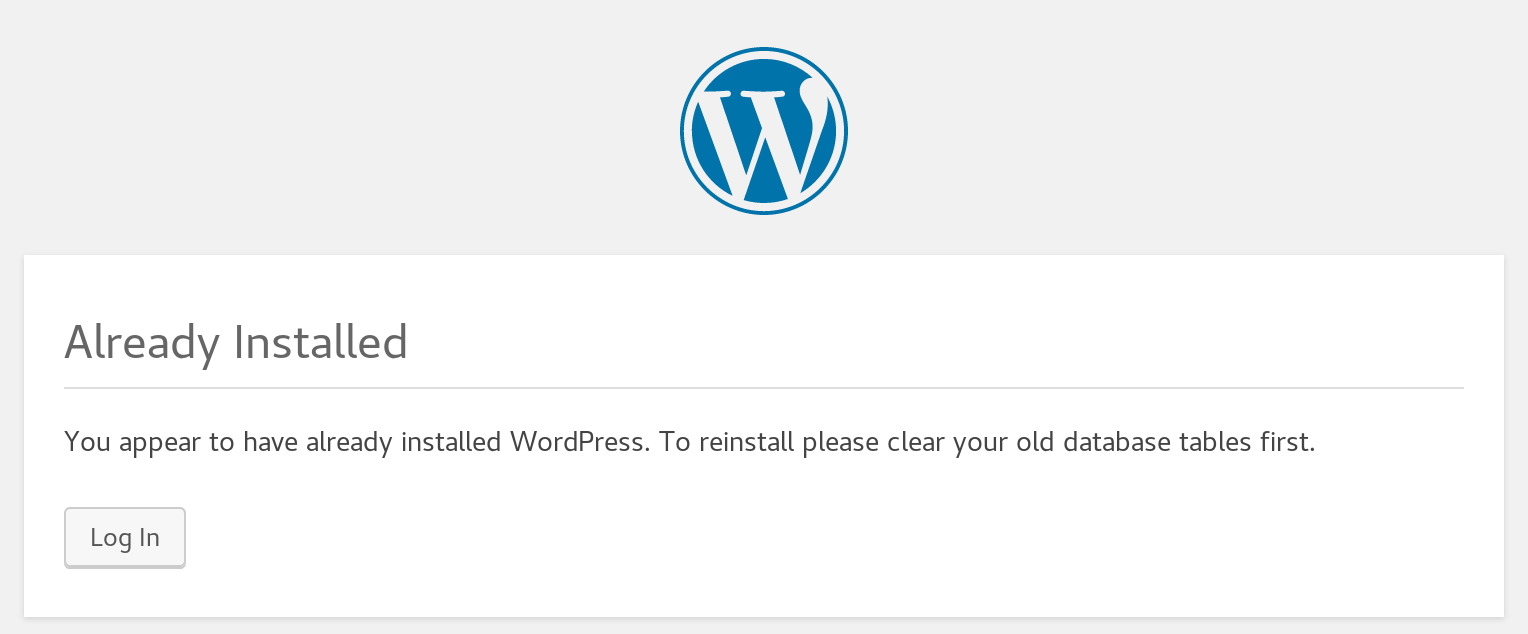 Already Installed
You appear to have already installed WordPress. To reinstall please clear your old database tables first.
Log In